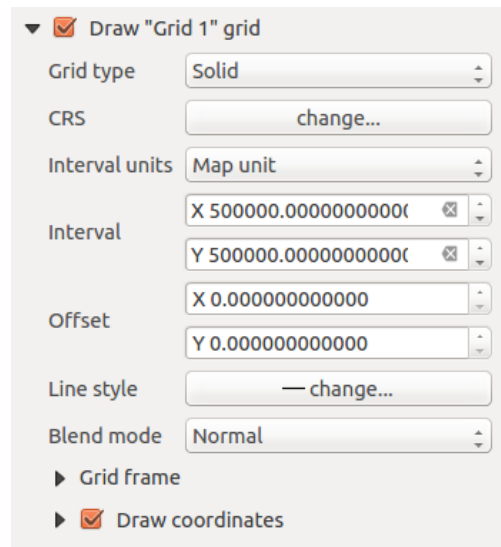 Draw "Grid 1" grid
Grid type Solid
CRS change...
Interval units Map unit
Interval
X 500000.0000000000
Y 500000.0000000000
Offset
X 0.000000000000
Y 0.000000000000
Line style change...
Blend mode Normal
Grid frame
Draw coordinates